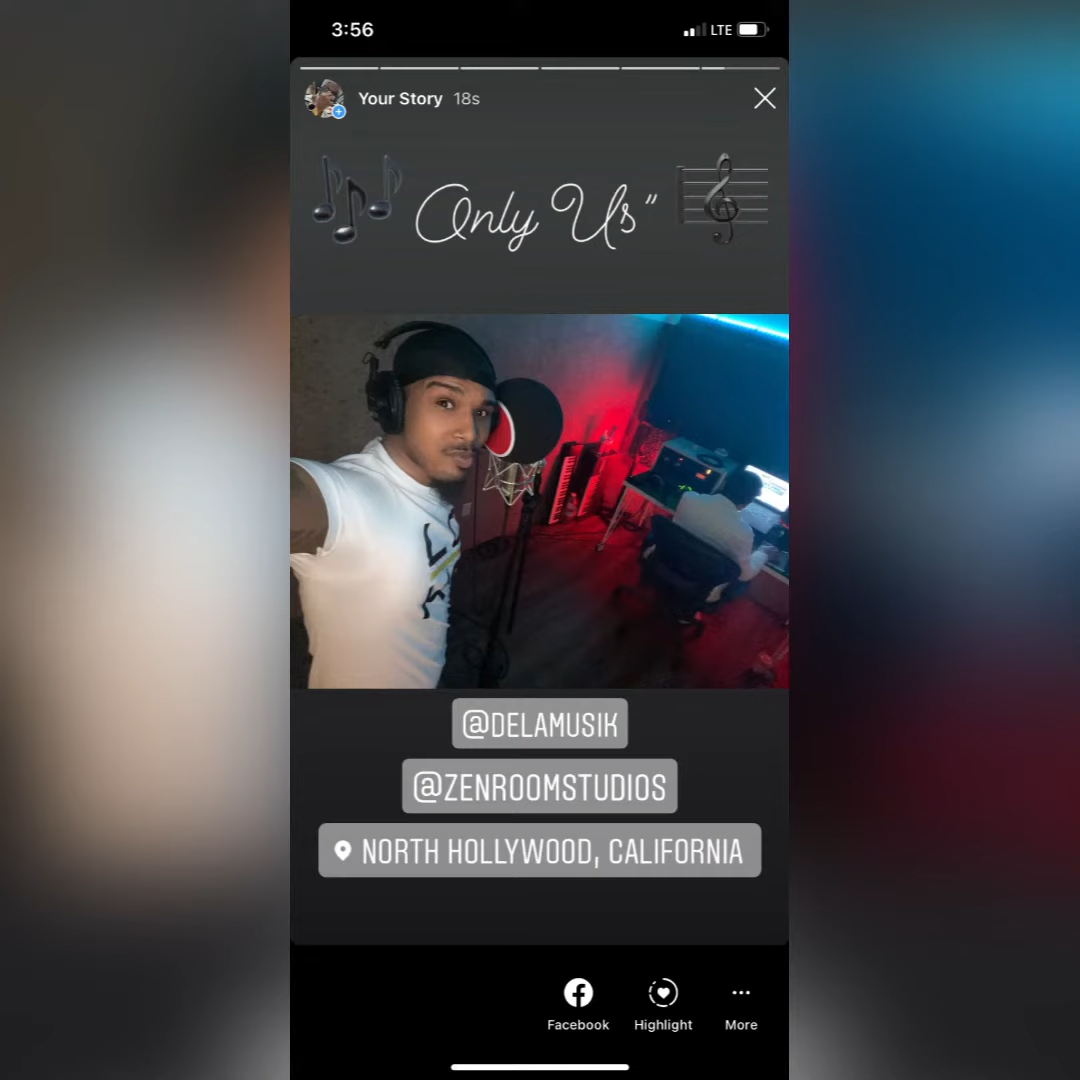 3:56
LTE
Your Story 18s
Only Us"
@DELAMUSIK
@ZENROOMSTUDIOS
NORTH HOLLYWOOD, CALIFORNIA
Facebook
Highlight
More